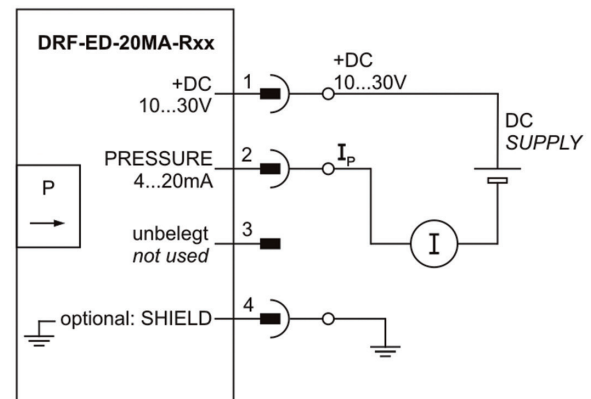 DRF-ED-20MA-Rxx
+DC
10...30V
1
+DC
10...30V
DC
SUPPLY
PRESSURE
4...20mA
2
I_P
P
I
unbelegt
not used
3
optional: SHIELD
4